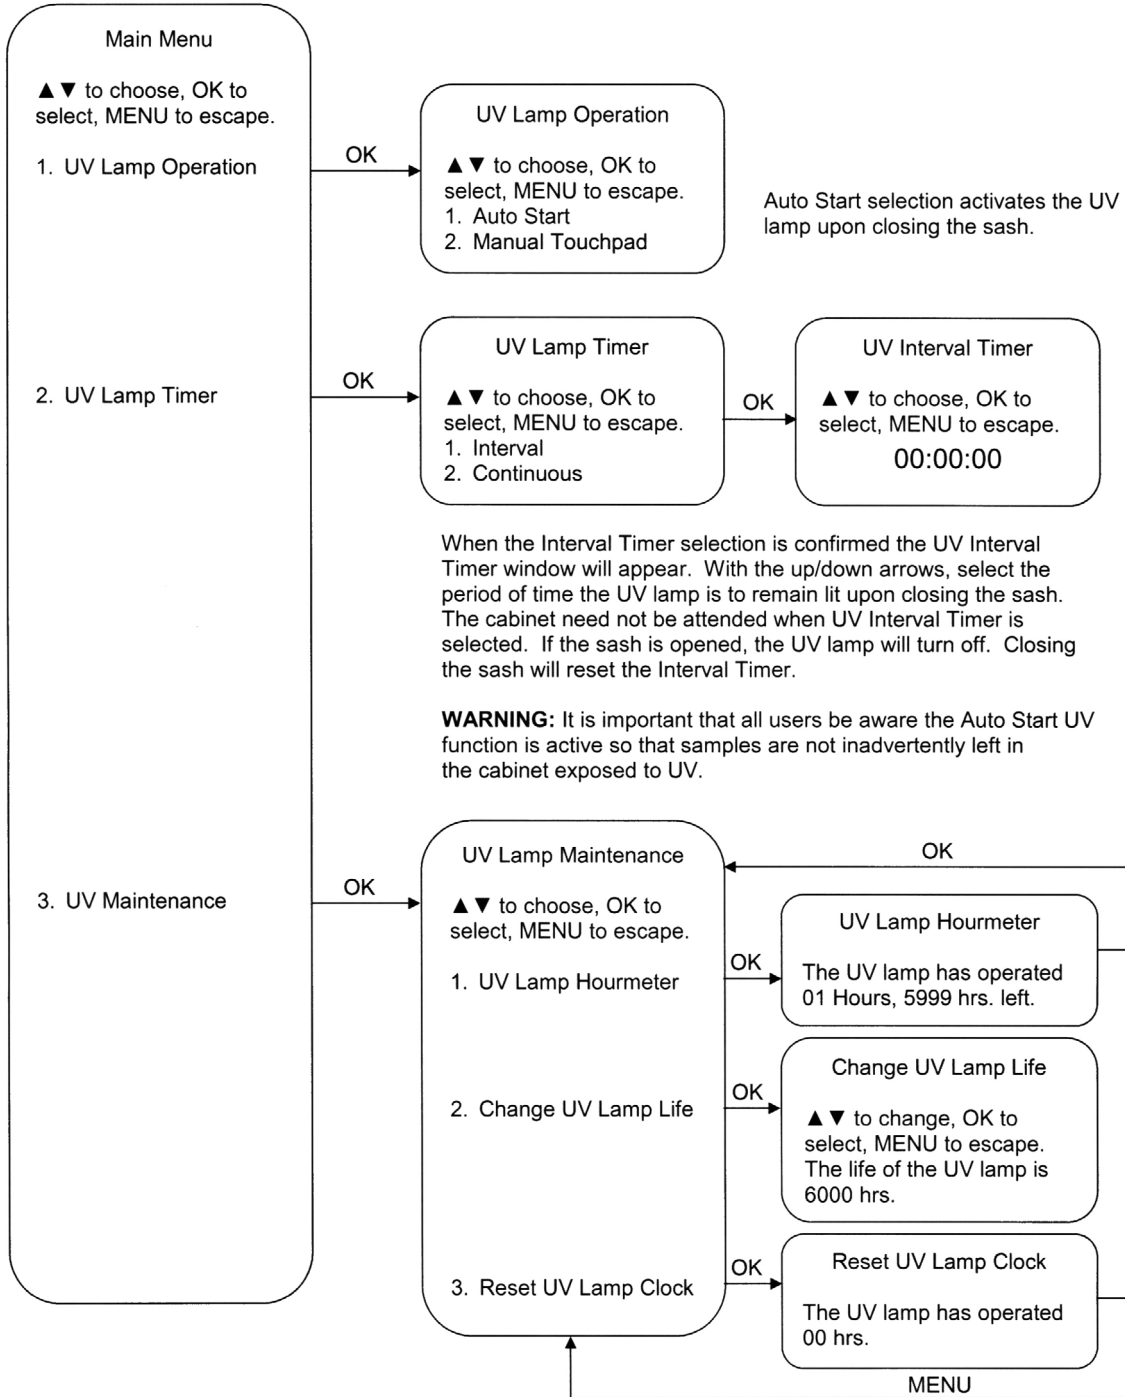 Main Menu
▲▼ to choose, OK to
select, MENU to escape.
1. UV Lamp Operation
OK
UV Lamp Operation
▲▼ to choose, OK to
select, MENU to escape.
1. Auto Start
2. Manual Touchpad
Auto Start selection activates the UV
lamp upon closing the sash.
2. UV Lamp Timer
OK
UV Lamp Timer
▲▼ to choose, OK to
select, MENU to escape.
1. Interval
2. Continuous
OK
UV Interval Timer
▲▼ to choose, OK to
select, MENU to escape.
00:00:00
When the Interval Timer selection is confirmed the UV Interval
Timer window will appear. With the up/down arrows, select the
period of time the UV lamp is to remain lit upon closing the sash.
The cabinet need not be attended when UV Interval Timer is
selected. If the sash is opened, the UV lamp will turn off. Closing
the sash will reset the Interval Timer.
WARNING: It is important that all users be aware the Auto Start UV
function is active so that samples are not inadvertently left in
the cabinet exposed to UV.
3. UV Maintenance
OK
UV Lamp Maintenance
▲▼ to choose, OK to
select, MENU to escape.
1. UV Lamp Hourmeter
2. Change UV Lamp Life
3. Reset UV Lamp Clock
OK
OK
UV Lamp Hourmeter
The UV lamp has operated
01 Hours, 5999 hrs. left.
OK
Change UV Lamp Life
▲▼ to change, OK to
select, MENU to escape.
The life of the UV lamp is
6000 hrs.
OK
Reset UV Lamp Clock
The UV lamp has operated
00 hrs.
MENU